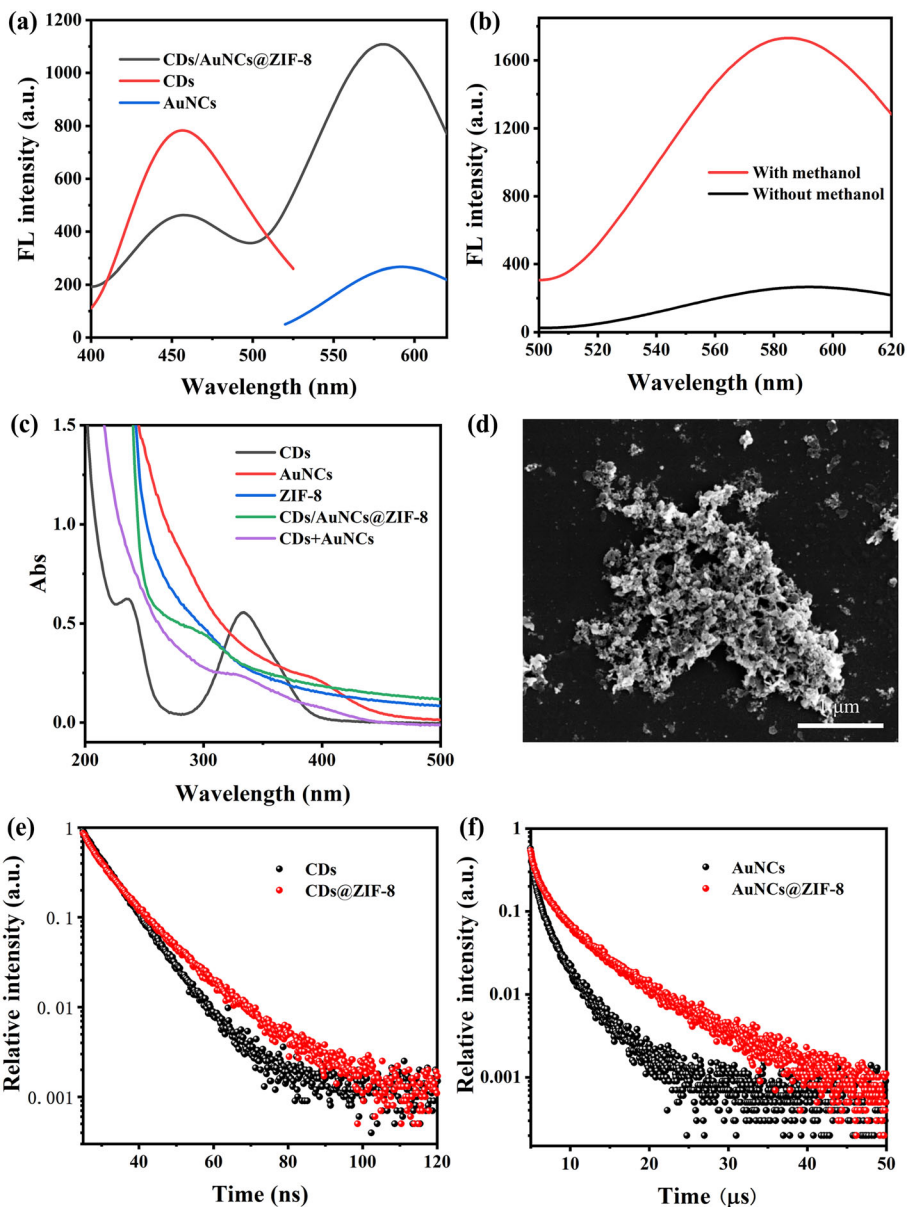 (a)
1200
1000
800
600
400
200
0
FL intensity (a.u.)
CDs/AuNCs@ZIF-8
CDs
AuNCs
400 450 500 550 600
Wavelength (nm)
(b)
1800
1500
1200
900
600
300
0
FL intensity (a.u.)
With methanol
Without methanol
500 520 540 560 580 600 620
Wavelength (nm)
(c)
1.5
1.0
0.5
0.0
Abs
CDs
AuNCs
ZIF-8
CDs/AuNCs@ZIF-8
CDs+AuNCs
200 300 400 500
Wavelength (nm)
(d)
1 μm
(e)
1
0.1
0.01
0.001
Relative intensity (a.u.)
CDs
CDs@ZIF-8
40 60 80 100 120
Time (ns)
(f)
1
0.1
0.01
0.001
Relative intensity (a.u.)
AuNCs
AuNCs@ZIF-8
10 20 30 40 50
Time (μs)